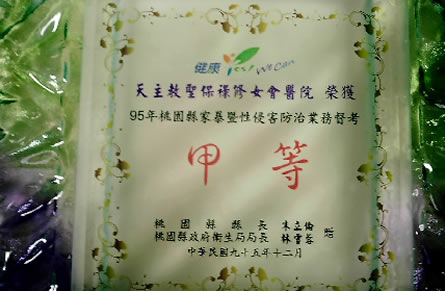 健康 Yes! We Can
天主教聖保祿修女會醫院 榮獲
95年桃園縣家暴暨性侵害防治業務督考
甲等
桃園縣縣長 朱立倫
桃園縣政府衛生局局長 林雪蓉 贈
中華民國九十五年十二月